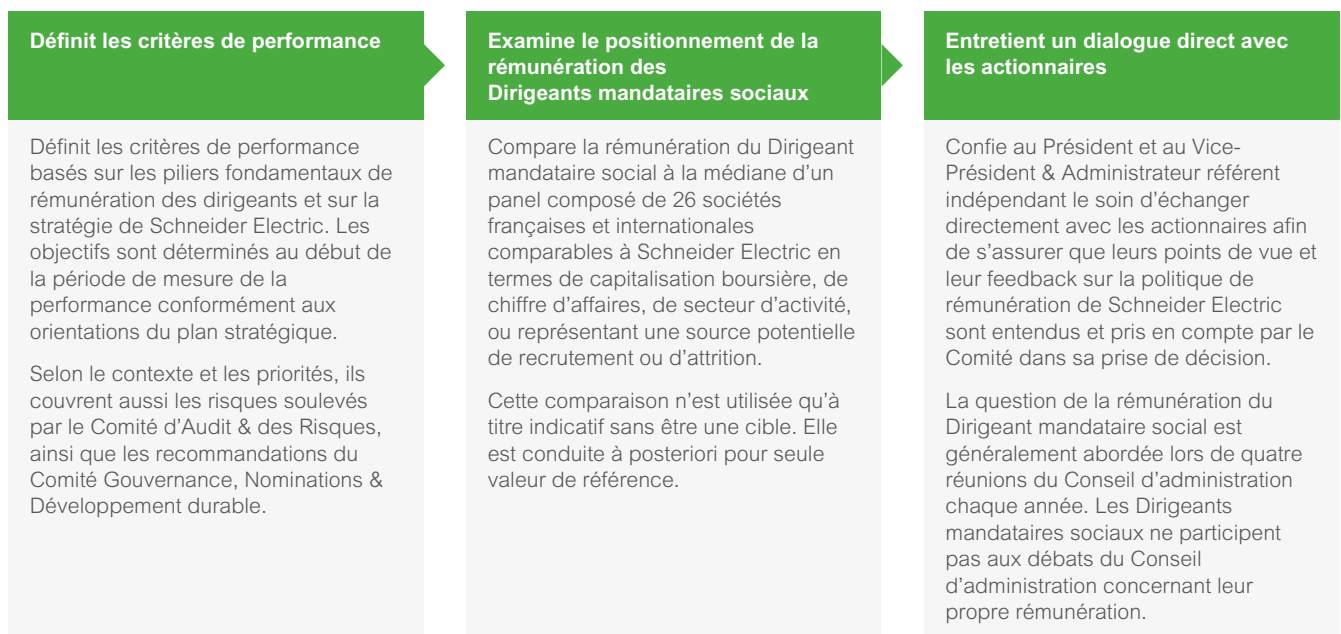 Définit les critères de performance
Définit les critères de performance
basés sur les piliers fondamentaux de
rémunération des dirigeants et sur la
stratégie de Schneider Electric. Les
objectifs sont déterminés au début de
la période de mesure de la
performance conformément aux
orientations du plan stratégique.
Selon le contexte et les priorités, ils
couvrent aussi les risques soulevés
par le Comité d’Audit & des Risques,
ainsi que les recommandations du
Comité Gouvernance, Nominations &
Développement durable.
Examine le positionnement de la
rémunération des
Dirigeants mandataires sociaux
Compare la rémunération du Dirigeant
mandataire social à la médiane d’un
panel composé de 26 sociétés
françaises et internationales
comparables à Schneider Electric en
termes de capitalisation boursière, de
chiffre d’affaires, de secteur d’activité,
ou représentant une source potentielle
de recrutement ou d’attrition.
Cette comparaison n’est utilisée qu’à
titre indicatif sans être une cible. Elle
est conduite à posteriori pour seule
valeur de référence.
Entretient un dialogue direct avec
les actionnaires
Confie au Président et au Vice-
Président & Administrateur référent
indépendant le soin d’échanger
directement avec les actionnaires afin
de s’assurer que leurs points de vue et
leur feedback sur la politique de
rémunération de Schneider Electric
sont entendus et pris en compte par le
Comité dans sa prise de décision.
La question de la rémunération du
Dirigeant mandataire social est
généralement abordée lors de quatre
réunions du Conseil d’administration
chaque année. Les Dirigeants
mandataires sociaux ne participent
pas aux débats du Conseil
d’administration concernant leur
propre rémunération.